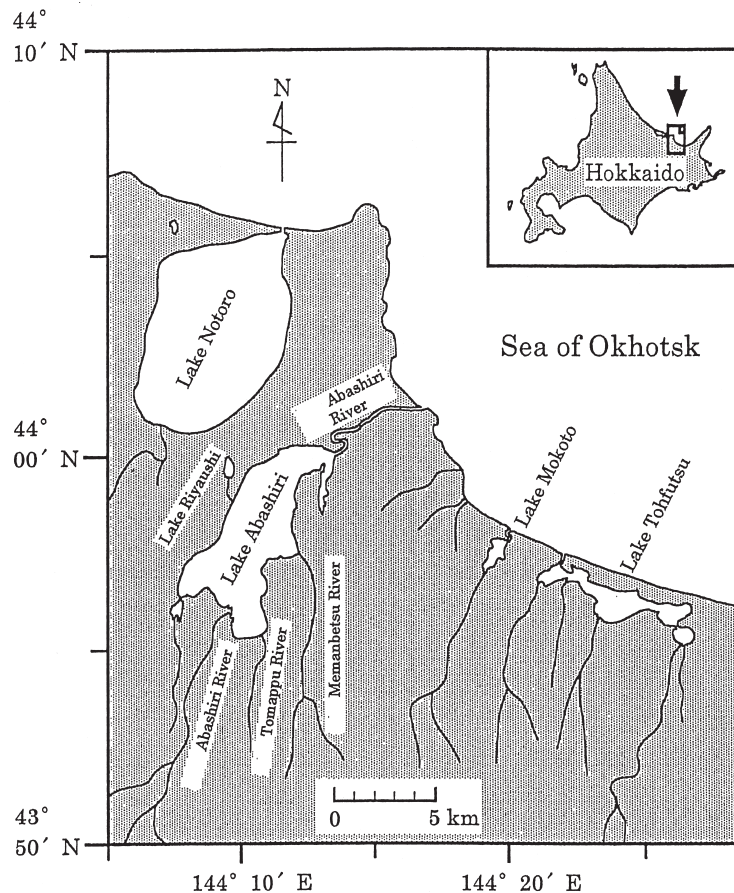 44°
10′ N
N
Hokkaido
Lake Notoro
Sea of Okhotsk
Abashiri
River
44°
00′ N
Lake Riyaushi
Lake Abashiri
Lake Mokoto
Lake Tohfutsu
Abashiri River
Tomappu River
Memanbetsu River
0 5 km
43°
50′ N
144° 10′ E
144° 20′ E